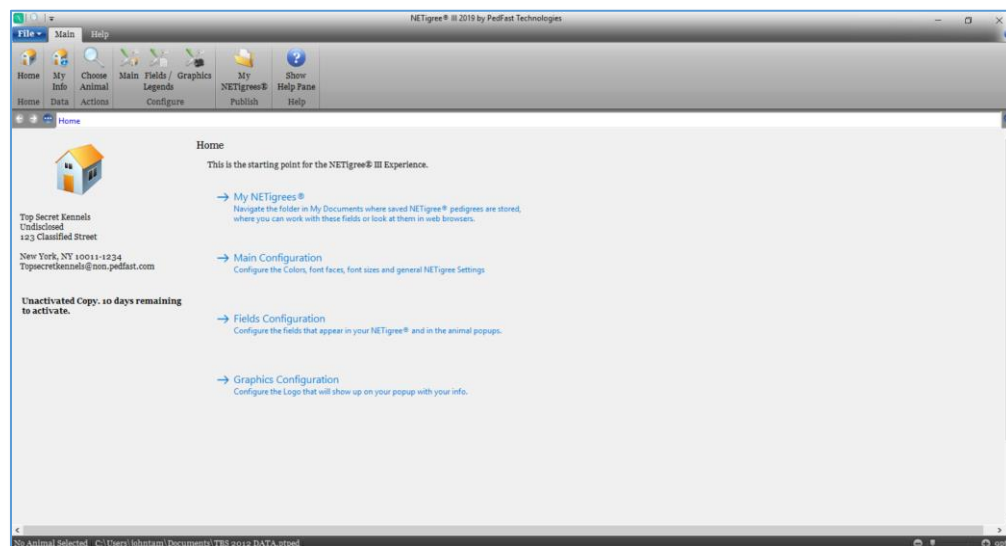 NETigree® III 2019 by PedFast Technologies
File Main Help
Home My Info Choose Animal Main Fields / Legends Graphics My NETigrees® Show Help Pane
Home Data Actions Configure Publish Help
Home
Home
This is the starting point for the NETigree® III Experience.
My NETigrees®
Navigate the folder in My Documents where saved NETigree® pedigrees are stored,
where you can work with these fields or look at them in web browsers.
Top Secret Kennels
Undisclosed
123 Classified Street
New York, NY 10011-1234
Topsecretkennels@non.pedfast.com
Unactivated Copy. 10 days remaining
to activate.
Main Configuration
Configure the Colors, font faces, font sizes and general NETigree Settings
Fields Configuration
Configure the fields that appear in your NETigree® and in the animal popups.
Graphics Configuration
Configure the Logo that will show up on your popup with your info.
No Animal Selected C:\Users\johntam\Documents\TBS 2012 DATA.ptped